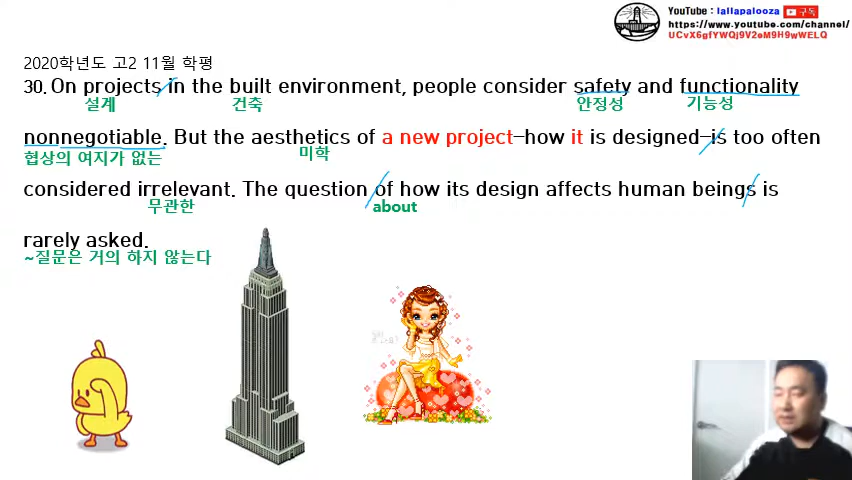 YouTube : lallapalooza 구독
https://www.youtube.com/channel/
UCvX6gfYWQj9V2eM9H9wWELQ
2020학년도 고2 11월 학평
30. On projects in the built environment, people consider safety and functionality
설계 건축 안정성 기능성
nonnegotiable. But the aesthetics of a new project—how it is designed—is too often
협상의 여지가 없는 미학
considered irrelevant. The question of how its design affects human beings is
무관한 about
rarely asked.
~질문은 거의 하지 않는다